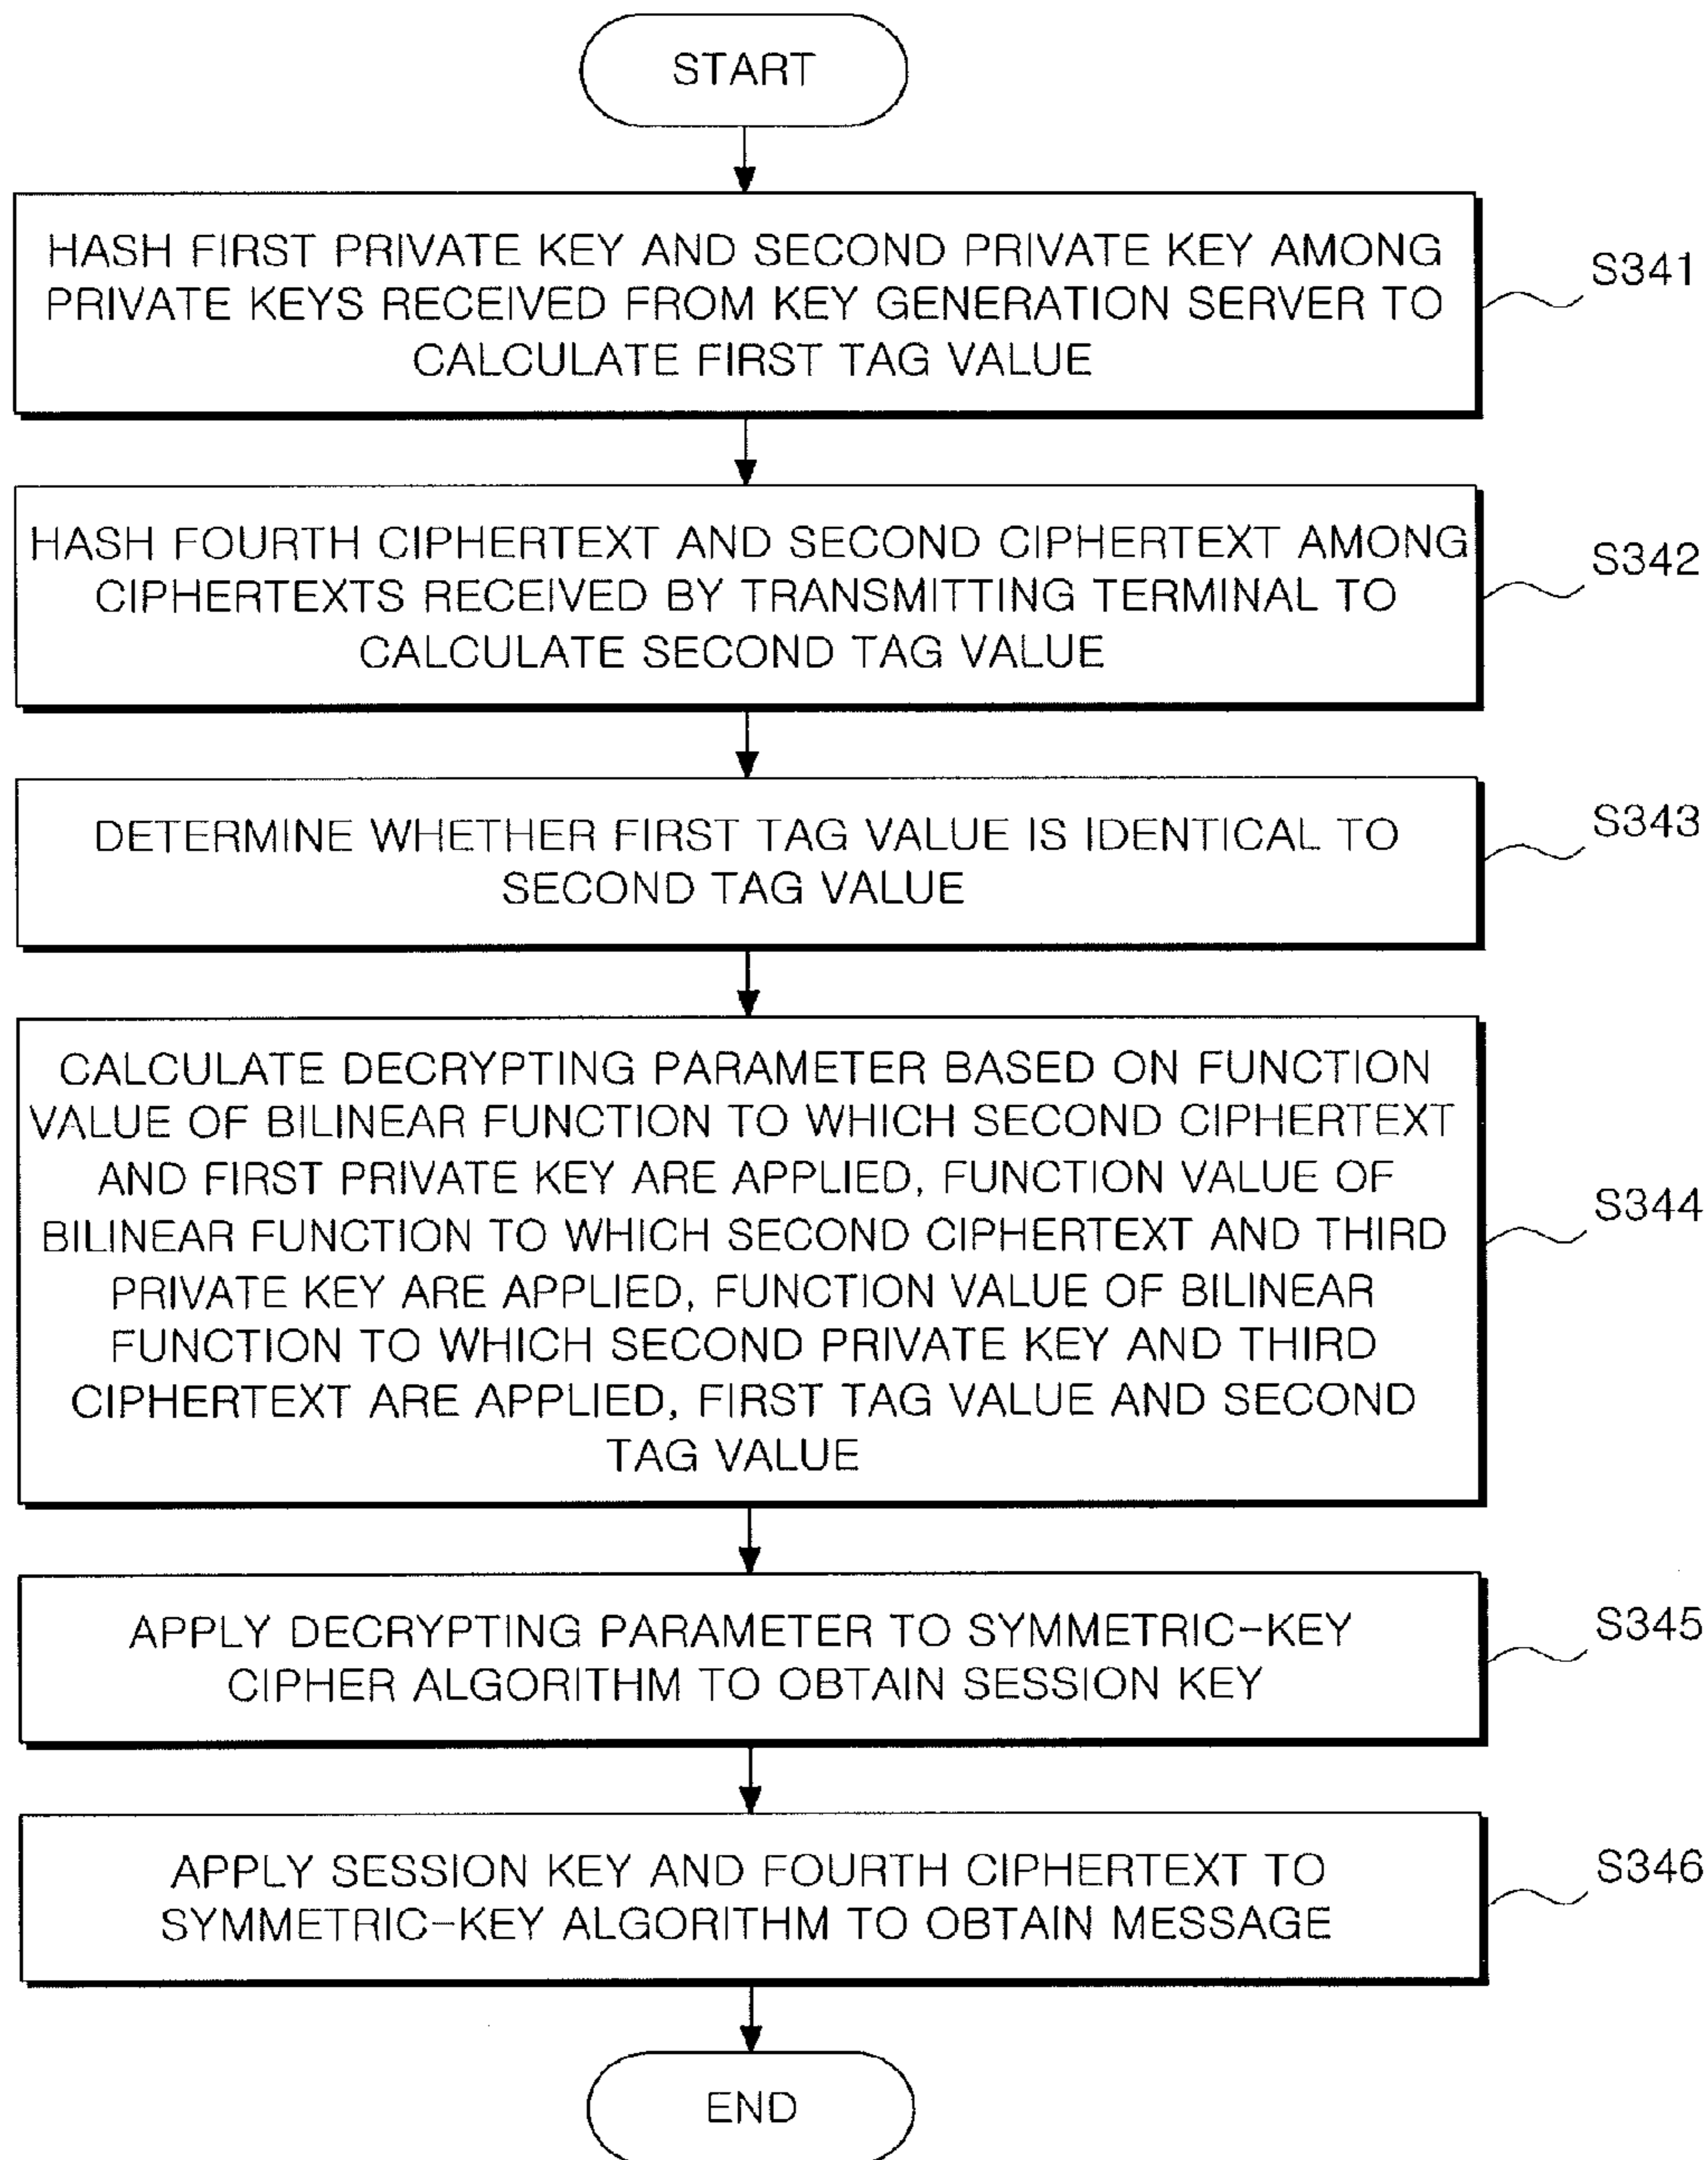 START
HASH FIRST PRIVATE KEY AND SECOND PRIVATE KEY AMONG
PRIVATE KEYS RECEIVED FROM KEY GENERATION SERVER TO
CALCULATE FIRST TAG VALUE
S341
HASH FOURTH CIPHERTEXT AND SECOND CIPHERTEXT AMONG
CIPHERTEXTS RECEIVED BY TRANSMITTING TERMINAL TO
CALCULATE SECOND TAG VALUE
S342
DETERMINE WHETHER FIRST TAG VALUE IS IDENTICAL TO
SECOND TAG VALUE
S343
CALCULATE DECRYPTING PARAMETER BASED ON FUNCTION
VALUE OF BILINEAR FUNCTION TO WHICH SECOND CIPHERTEXT
AND FIRST PRIVATE KEY ARE APPLIED, FUNCTION VALUE OF
BILINEAR FUNCTION TO WHICH SECOND CIPHERTEXT AND THIRD
PRIVATE KEY ARE APPLIED, FUNCTION VALUE OF BILINEAR
FUNCTION TO WHICH SECOND PRIVATE KEY AND THIRD
CIPHERTEXT ARE APPLIED, FIRST TAG VALUE AND SECOND
TAG VALUE
S344
APPLY DECRYPTING PARAMETER TO SYMMETRIC-KEY
CIPHER ALGORITHM TO OBTAIN SESSION KEY
S345
APPLY SESSION KEY AND FOURTH CIPHERTEXT TO
SYMMETRIC-KEY ALGORITHM TO OBTAIN MESSAGE
S346
END